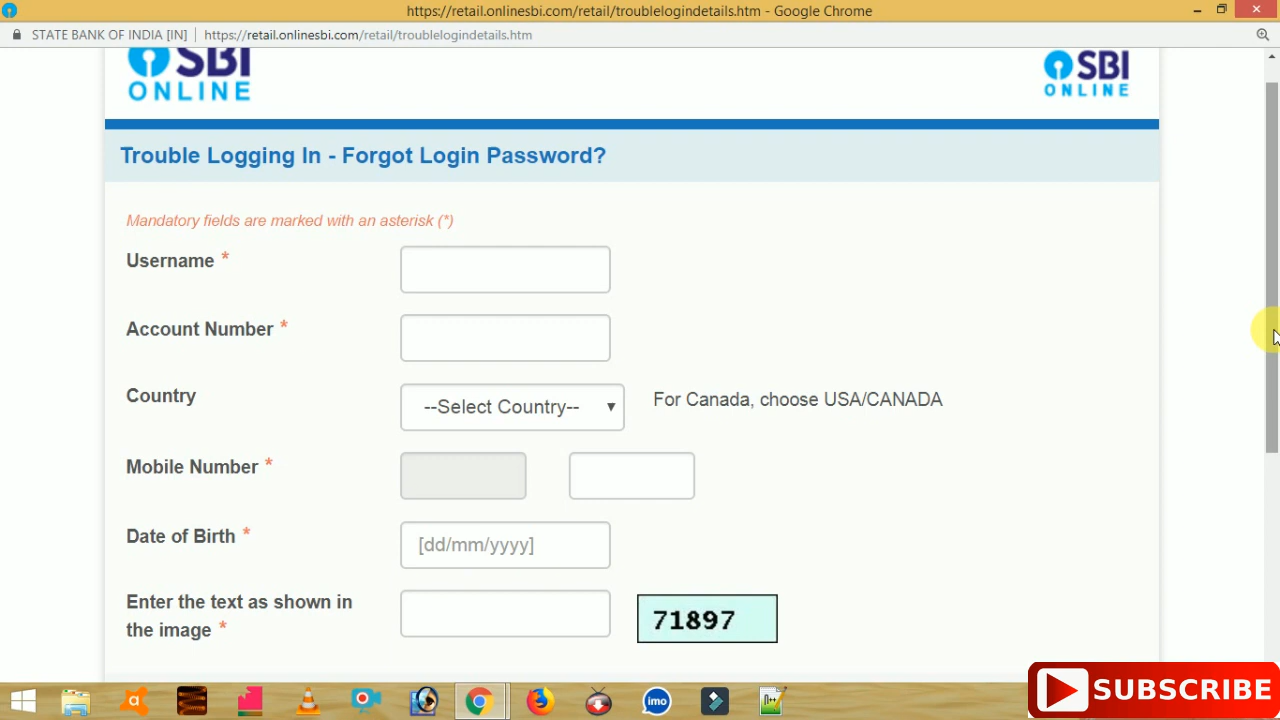 https://retail.onlinesbi.com/retail/troublelogindetails.htm - Google Chrome
STATE BANK OF INDIA [IN] https://retail.onlinesbi.com/retail/troublelogindetails.htm
SBI SBI
ONLINE ONLINE
Trouble Logging In - Forgot Login Password?
Mandatory fields are marked with an asterisk (*)
Username *
Account Number *
Country --Select Country-- For Canada, choose USA/CANADA
Mobile Number *
Date of Birth * [dd/mm/yyyy]
Enter the text as shown in
the image * 71897
imo
SUBSCRIBE